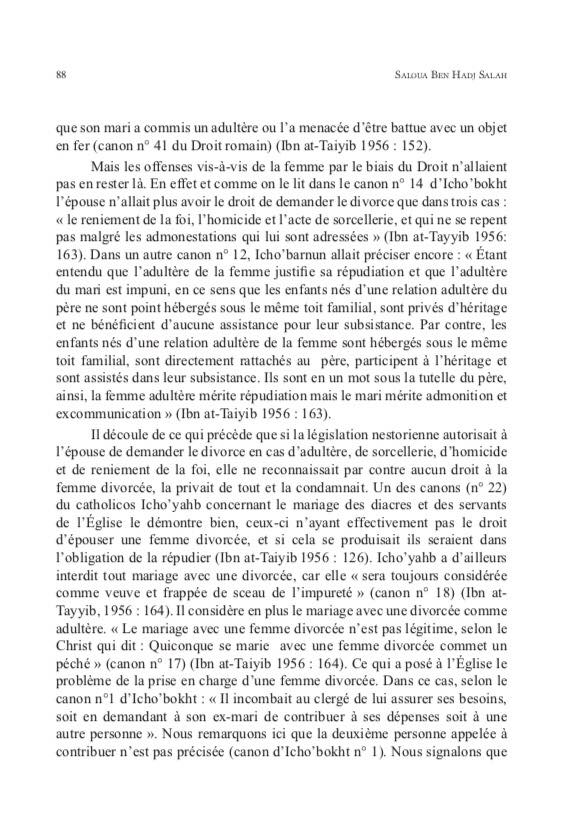 88
Saloua Ben Hadj Salah
que son mari a commis un adultère ou l’a menacée d’être battue avec un objet
en fer (canon n° 41 du Droit romain) (Ibn at-Taiyib 1956 : 152).
Mais les offenses vis-à-vis de la femme par le biais du Droit n’allaient
pas en rester là. En effet et comme on le lit dans le canon n° 14 d’Icho’bokht
l’épouse n’allait plus avoir le droit de demander le divorce que dans trois cas :
« le reniement de la foi, l’homicide et l’acte de sorcellerie, et qui ne se repent
pas malgré les admonestations qui lui sont adressées » (Ibn at-Tayyib 1956:
163). Dans un autre canon n° 12, Icho’barnun allait préciser encore : « Étant
entendu que l’adultère de la femme justifie sa répudiation et que l’adultère
du mari est impuni, en ce sens que les enfants nés d’une relation adultère du
père ne sont point hébergés sous le même toit familial, sont privés d’héritage
et ne bénéficient d’aucune assistance pour leur subsistance. Par contre, les
enfants nés d’une relation adultère de la femme sont hébergés sous le même
toit familial, sont directement rattachés au père, participent à l’héritage et
sont assistés dans leur subsistance. Ils sont en un mot sous la tutelle du père,
ainsi, la femme adultère mérite répudiation mais le mari mérite admonition et
excommunication » (Ibn at-Taiyib 1956 : 163).
Il découle de ce qui précède que si la législation nestorienne autorisait à
l’épouse de demander le divorce en cas d’adultère, de sorcellerie, d’homicide
et de reniement de la foi, elle ne reconnaissait par contre aucun droit à la
femme divorcée, la privait de tout et la condamnait. Un des canons (n° 22)
du catholicos Icho’yahb concernant le mariage des diacres et des servants
de l’Église le démontre bien, ceux-ci n’ayant effectivement pas le droit
d’épouser une femme divorcée, et si cela se produisait ils seraient dans
l’obligation de la répudier (Ibn at-Taiyib 1956 : 126). Icho’yahb a d’ailleurs
interdit tout mariage avec une divorcée, car elle « sera toujours considérée
comme veuve et frappée de sceau de l’impureté » (canon n° 18) (Ibn at-
Tayyib, 1956 : 164). Il considère en plus le mariage avec une divorcée comme
adultère. « Le mariage avec une femme divorcée n’est pas légitime, selon le
Christ qui dit : Quiconque se marie avec une femme divorcée commet un
péché » (canon n° 17) (Ibn at-Taiyib 1956 : 164). Ce qui a posé à l’Église le
problème de la prise en charge d’une femme divorcée. Dans ce cas, selon le
canon n°1 d’Icho’bokht : « Il incombait au clergé de lui assurer ses besoins,
soit en demandant à son ex-mari de contribuer à ses dépenses soit à une
autre personne ». Nous remarquons ici que la deuxième personne appelée à
contribuer n’est pas précisée (canon d’Icho’bokht n° 1). Nous signalons que